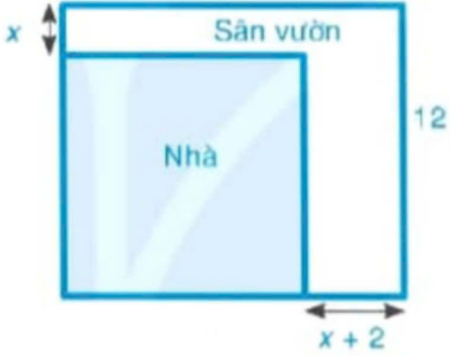 x
Sân vườn
12
Nhà
x + 2